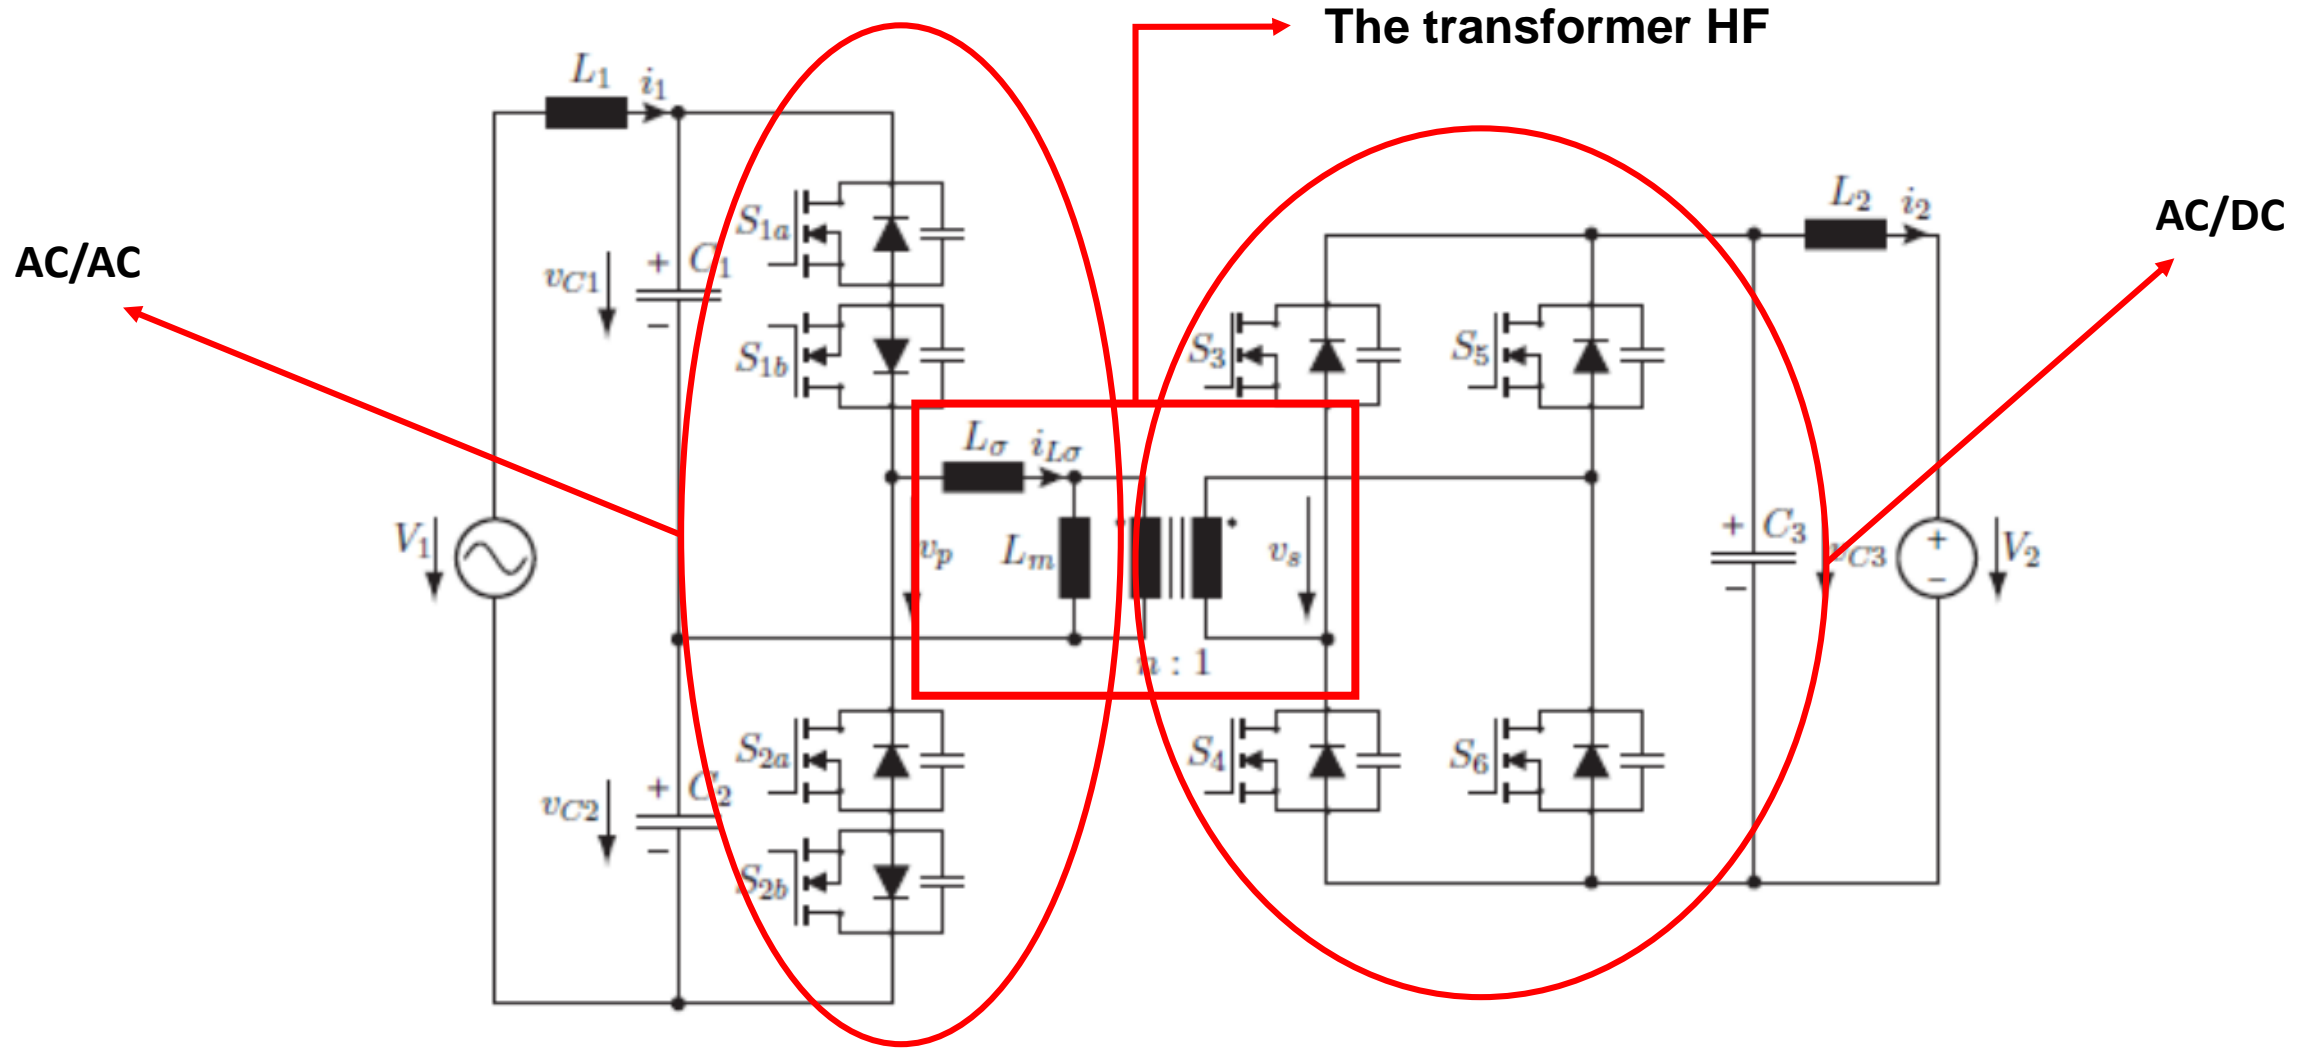 The transformer HF
L1 i1
L2 i2
AC/DC
AC/AC
S1a
vC1 + C1
−
S1b
S3
S5
Lσ iLσ
V1
vp Lm
vs
+ C3
−
vC3
+
−
V2
n : 1
S2a
vC2 + C2
−
S2b
S4
S6